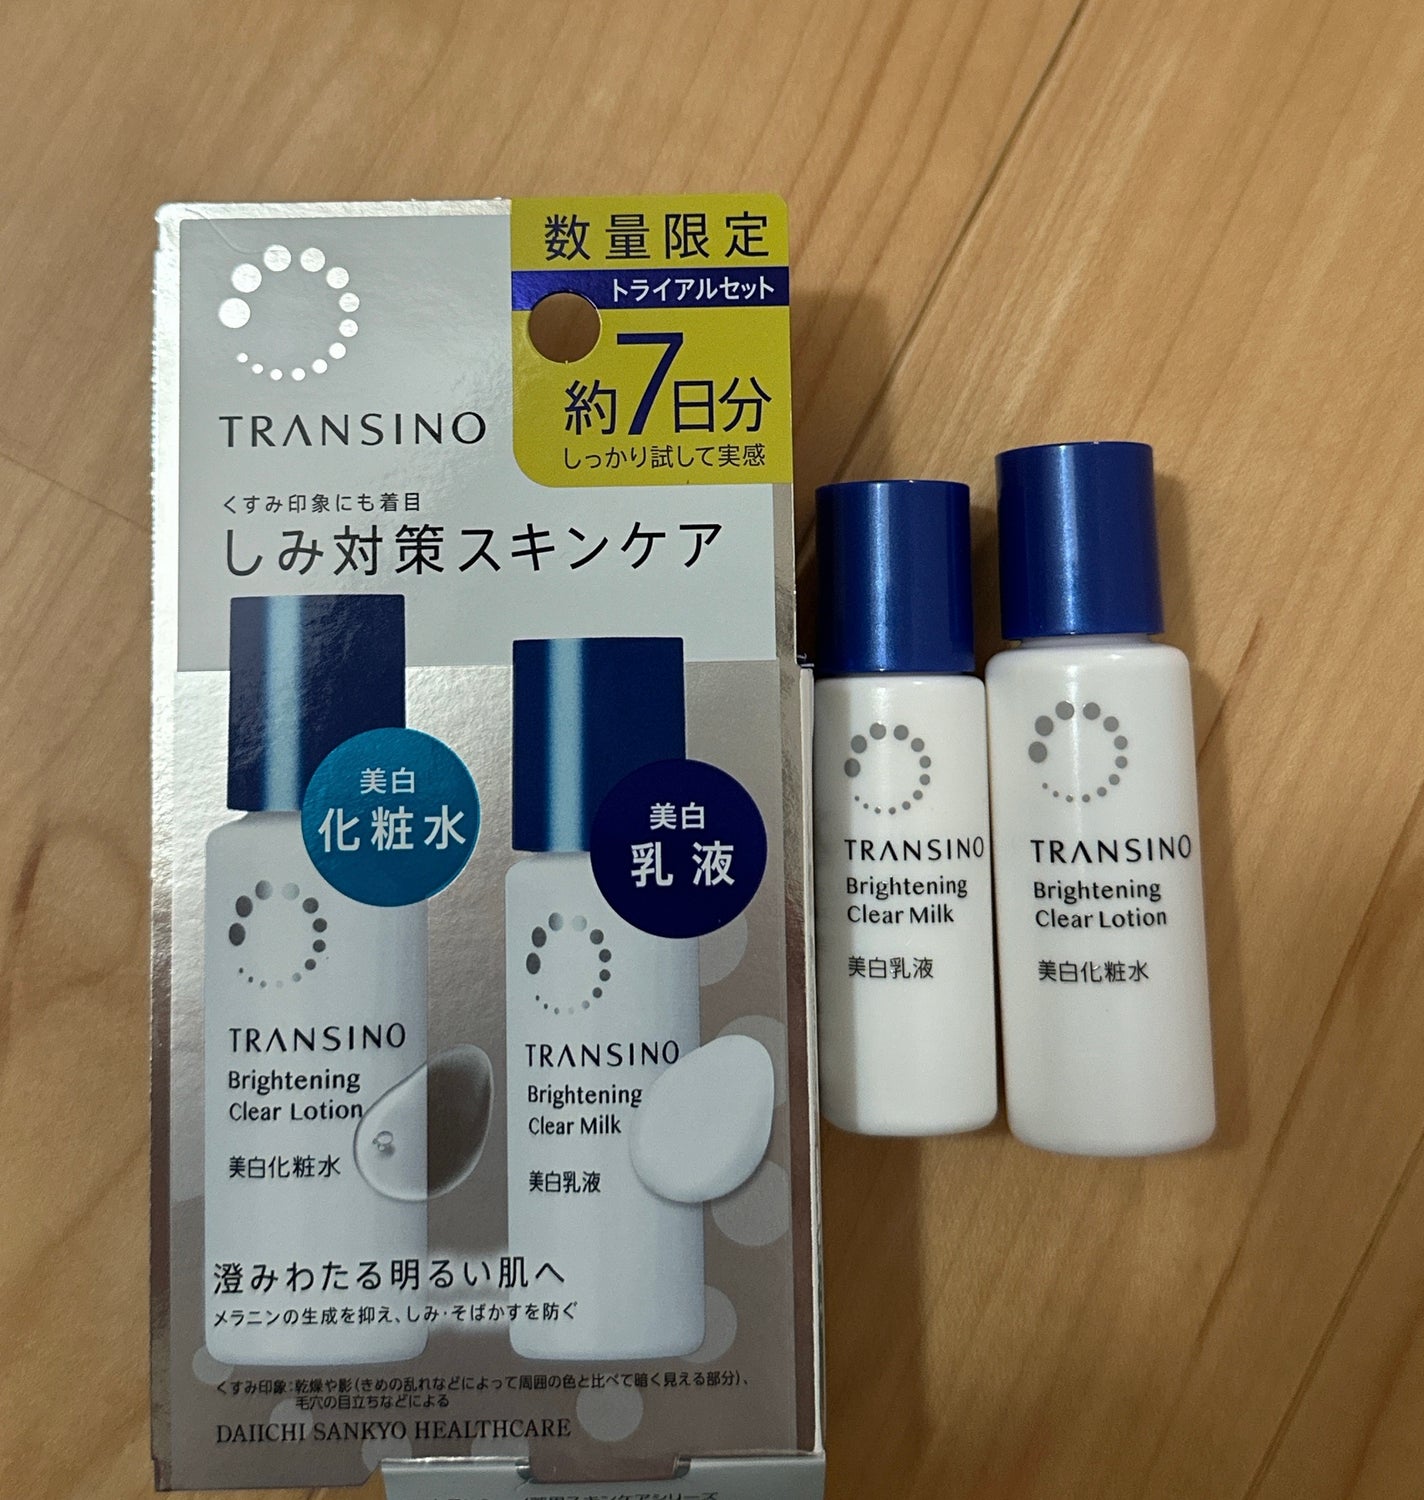 数量限定
トライアルセット
約7日分
しっかり試して実感
TRANSINO
くすみ印象にも着目
しみ対策スキンケア
美白
化粧水
美白
乳液
TRANSINO
Brightening
Clear Lotion
美白化粧水
TRANSINO
Brightening
Clear Milk
美白乳液
澄みわたる明るい肌へ
メラニンの生成を抑え、しみ・そばかすを防ぐ
くすみ印象:乾燥や影(きめの乱れなどによって周囲の色と比べて暗く見える部分)、
毛穴の目立ちなどによる
DAIICHI SANKYO HEALTHCARE
TRANSINO
Brightening
Clear Milk
美白乳液
TRANSINO
Brightening
Clear Lotion
美白化粧水